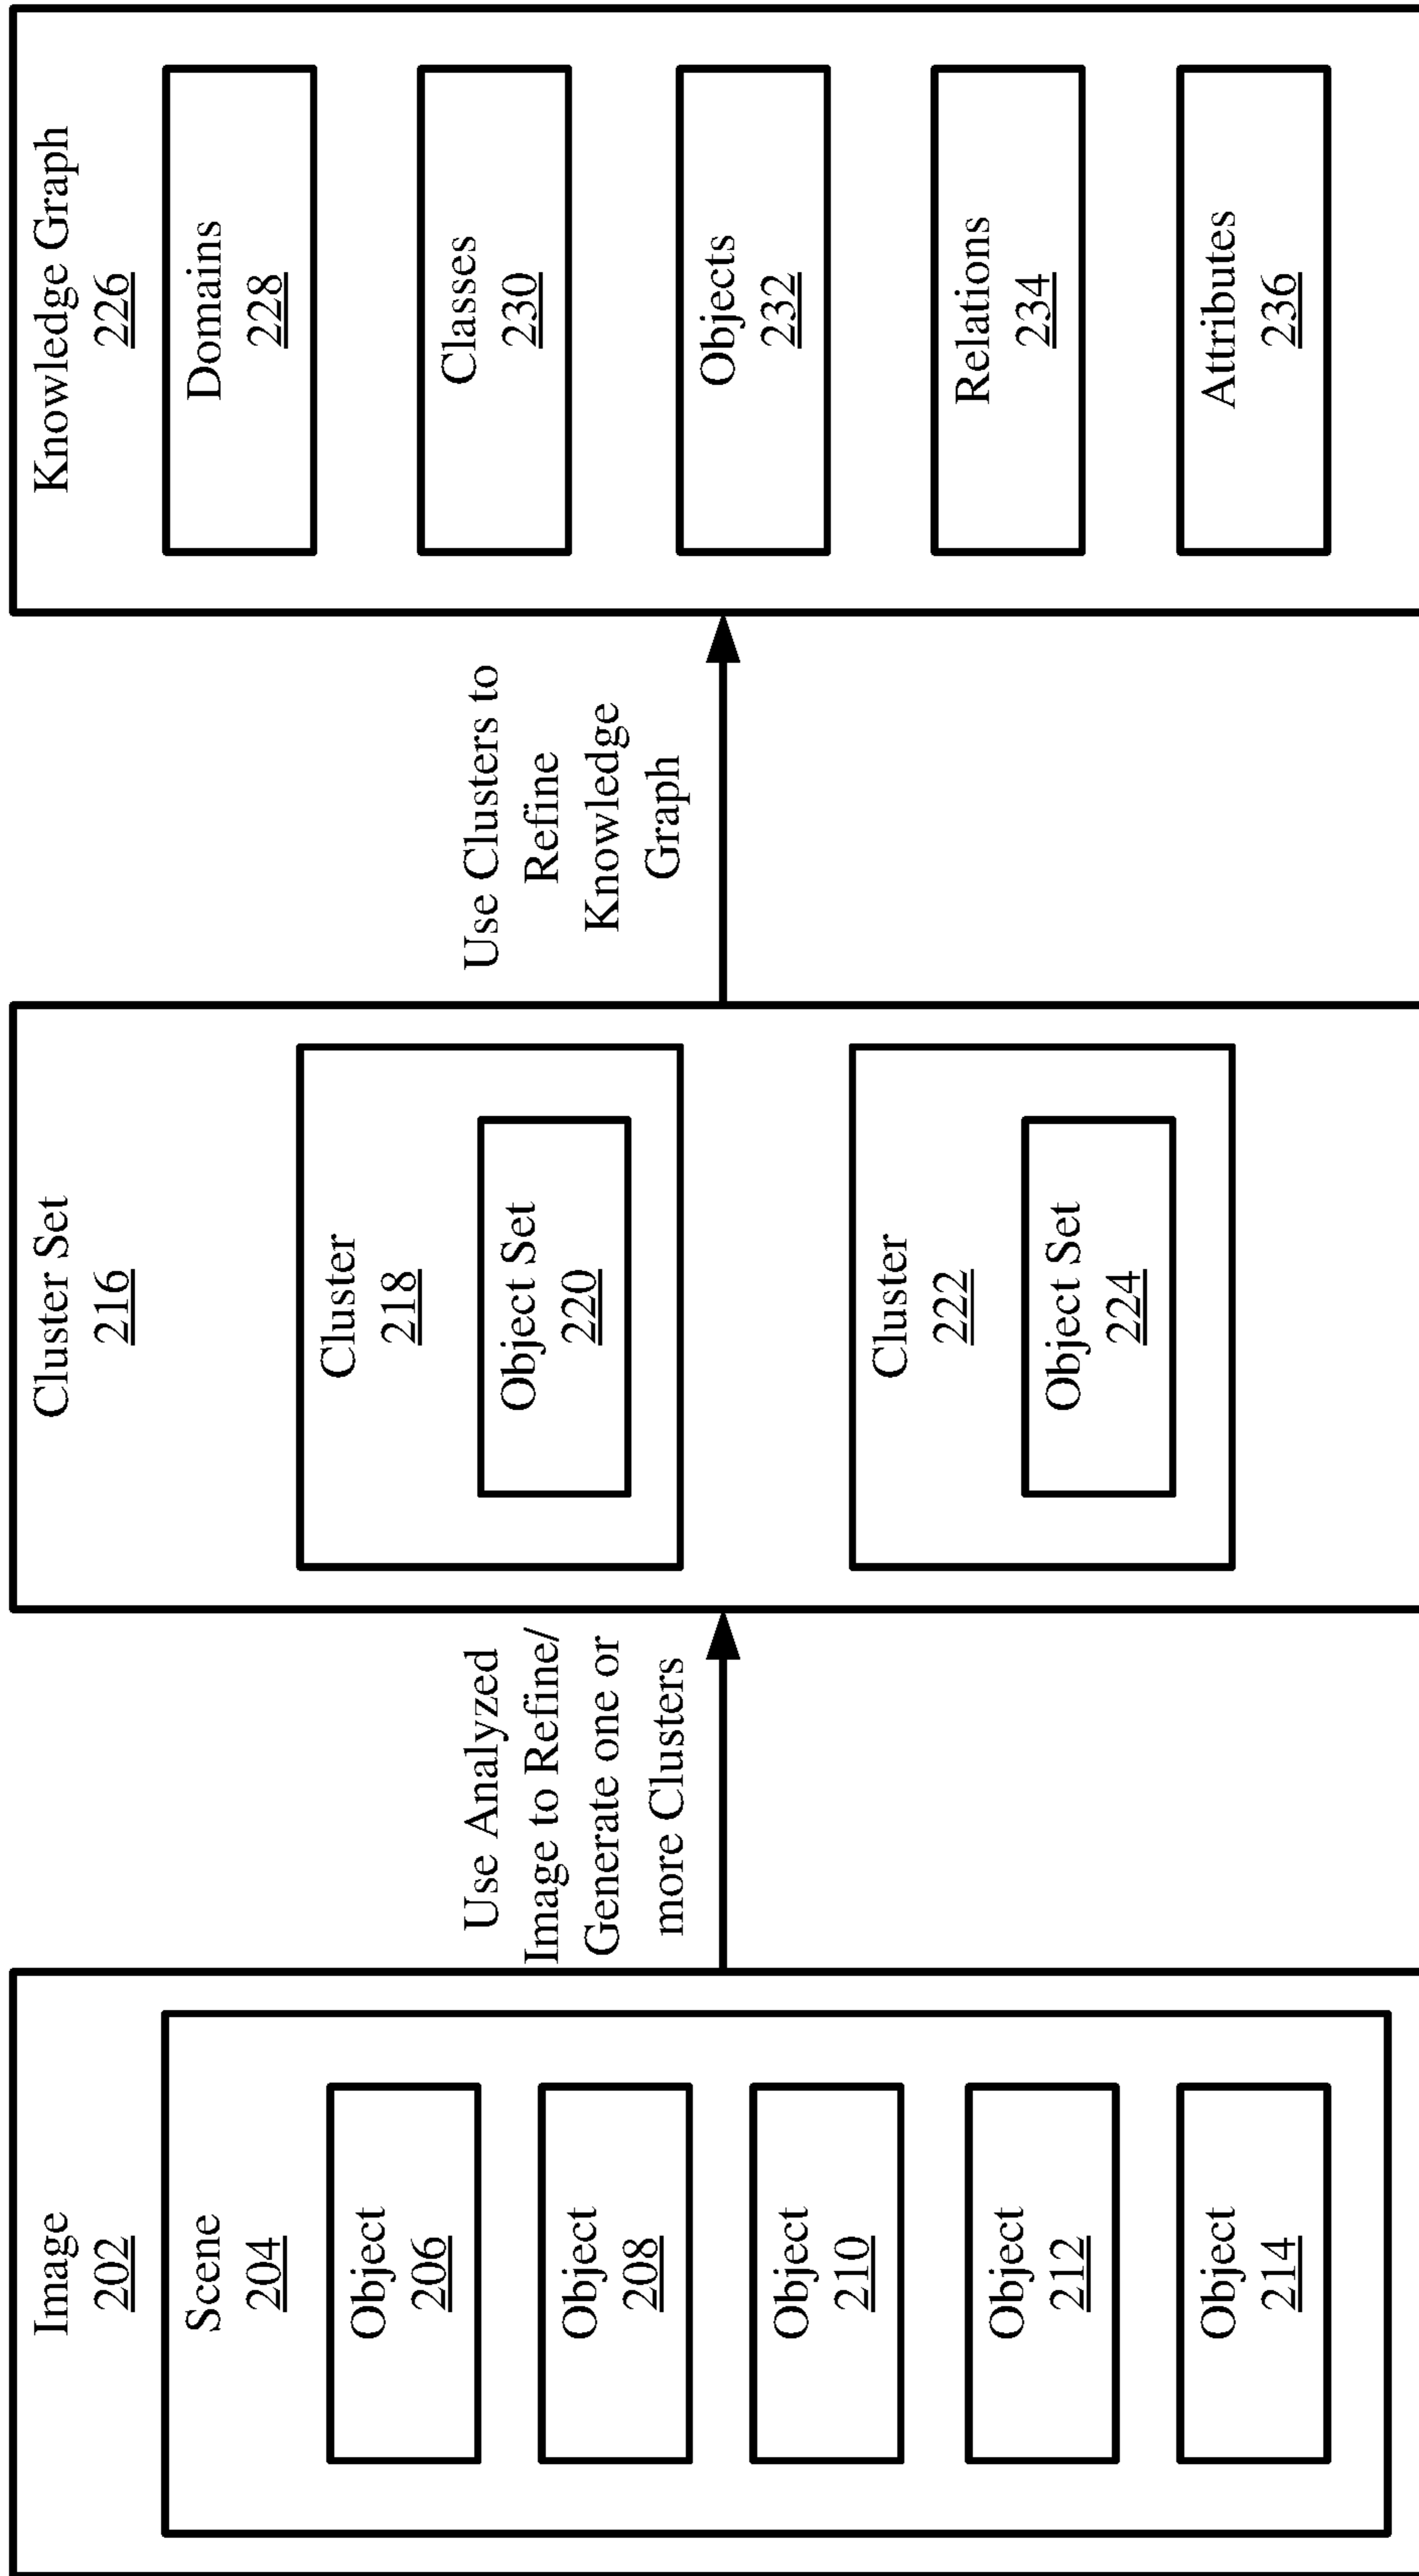 Image
202
Scene
204
Object
206
Object
208
Object
210
Object
212
Object
214
Use Analyzed
Image to Refine/
Generate one or
more Clusters
Cluster Set
216
Cluster
218
Object Set
220
Cluster
222
Object Set
224
Use Clusters to
Refine
Knowledge
Graph
Knowledge Graph
226
Domains
228
Classes
230
Objects
232
Relations
234
Attributes
236